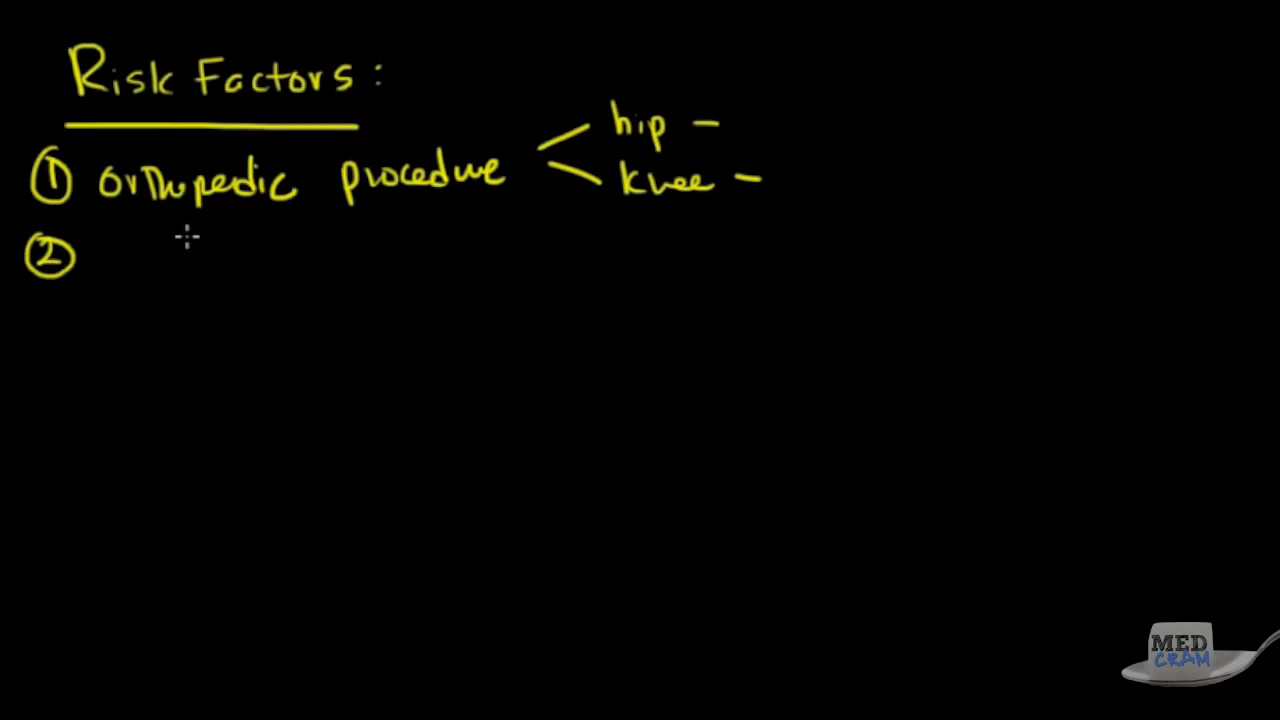 Risk Factors:
① orthopedic procedure
hip –
knee –
②
MED
CRAM